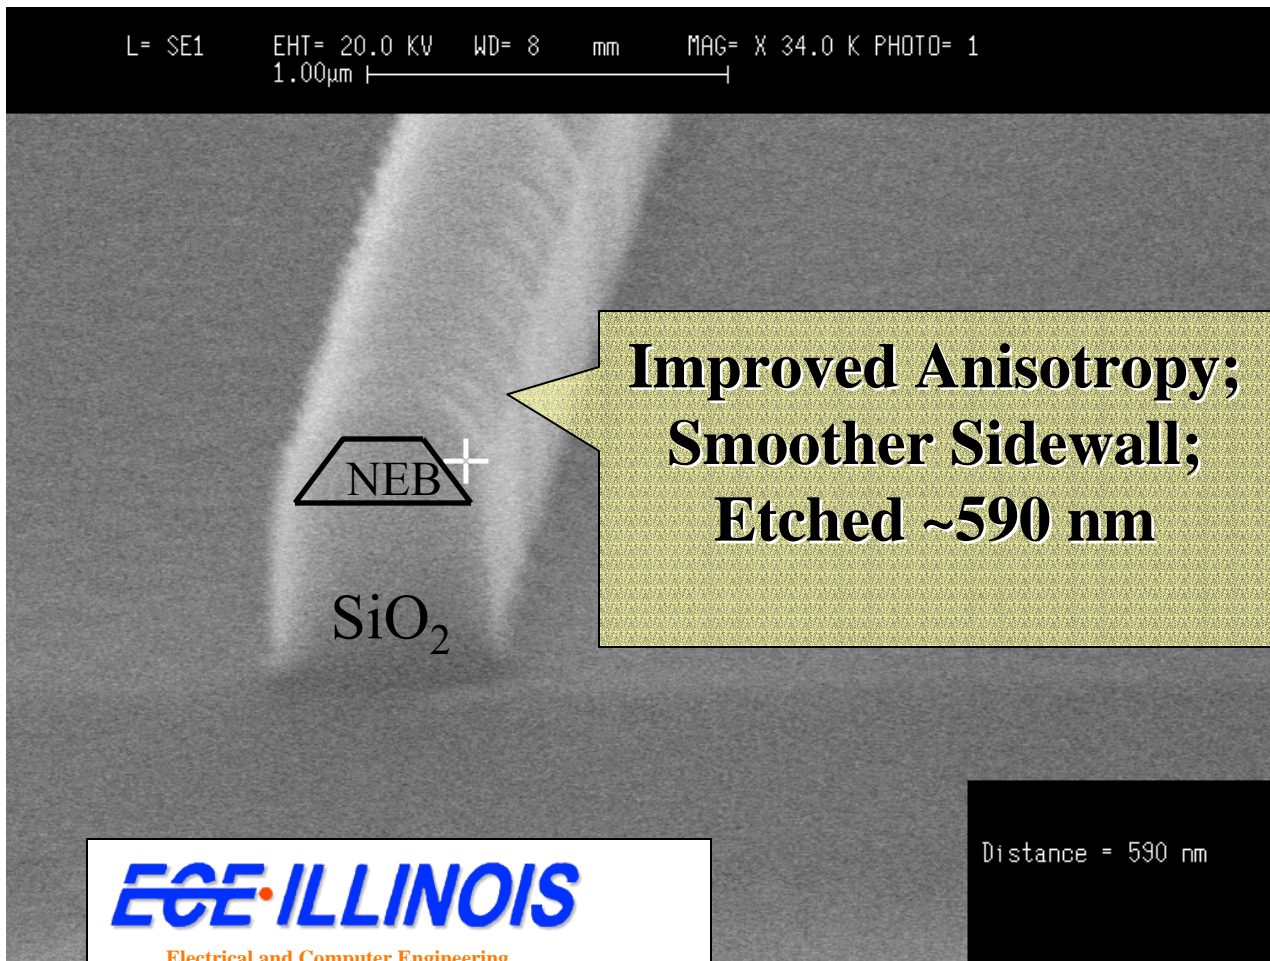 L= SE1 EHT= 20.0 KV WD= 8 mm MAG= X 34.0 K PHOTO= 1
1.00µm
Improved Anisotropy;
Smoother Sidewall;
Etched ~590 nm
NEB
SiO₂
Distance = 590 nm
ECE·ILLINOIS
Electrical and Computer Engineering